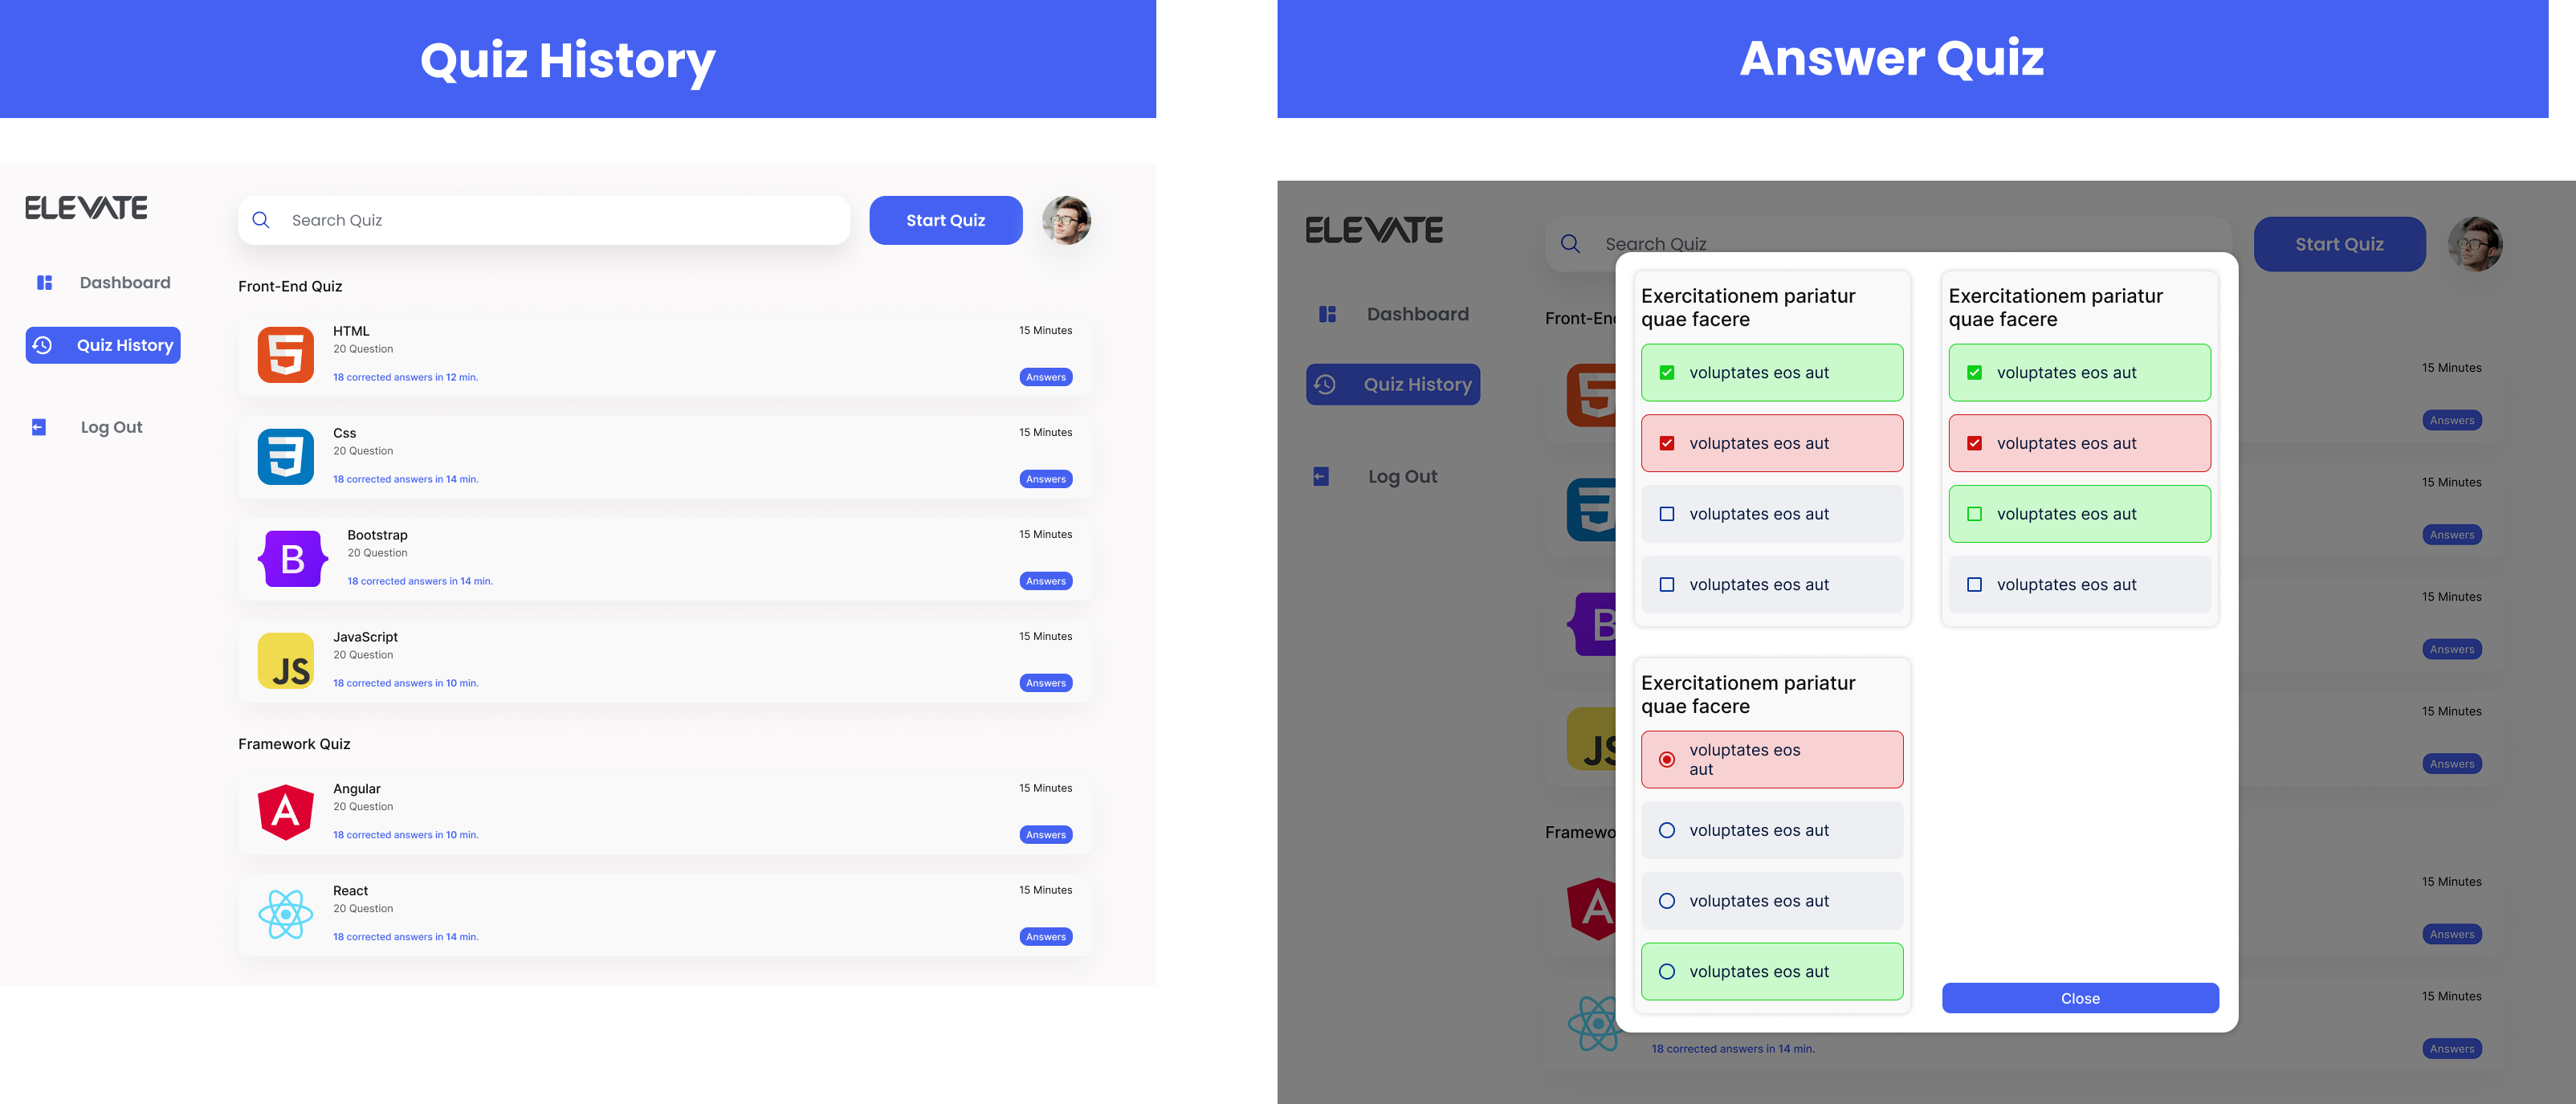 Quiz History
ELEVATE
Search Quiz
Start Quiz
Dashboard
Quiz History
Log Out
Front-End Quiz
HTML
15 Minutes
20 Question
18 corrected answers in 12 min.
Answers
Css
15 Minutes
20 Question
18 corrected answers in 14 min.
Answers
B
Bootstrap
15 Minutes
20 Question
18 corrected answers in 14 min.
Answers
JS
JavaScript
15 Minutes
20 Question
18 corrected answers in 10 min.
Answers
Framework Quiz
A
Angular
15 Minutes
20 Question
18 corrected answers in 10 min.
Answers
React
15 Minutes
20 Question
18 corrected answers in 14 min.
Answers
Answer Quiz
ELEVATE
Search Quiz
Start Quiz
Dashboard
Quiz History
Log Out
Front-En
15 Minutes
Answers
15 Minutes
Answers
B
15 Minutes
Answers
JS
15 Minutes
Answers
Framewo
A
15 Minutes
Answers
15 Minutes
18 corrected answers in 14 min.
Answers
Exercitationem pariatur
quae facere
voluptates eos aut
voluptates eos aut
voluptates eos aut
voluptates eos aut
Exercitationem pariatur
quae facere
voluptates eos aut
voluptates eos aut
voluptates eos aut
voluptates eos aut
Exercitationem pariatur
quae facere
voluptates eos
aut
voluptates eos aut
voluptates eos aut
voluptates eos aut
Close